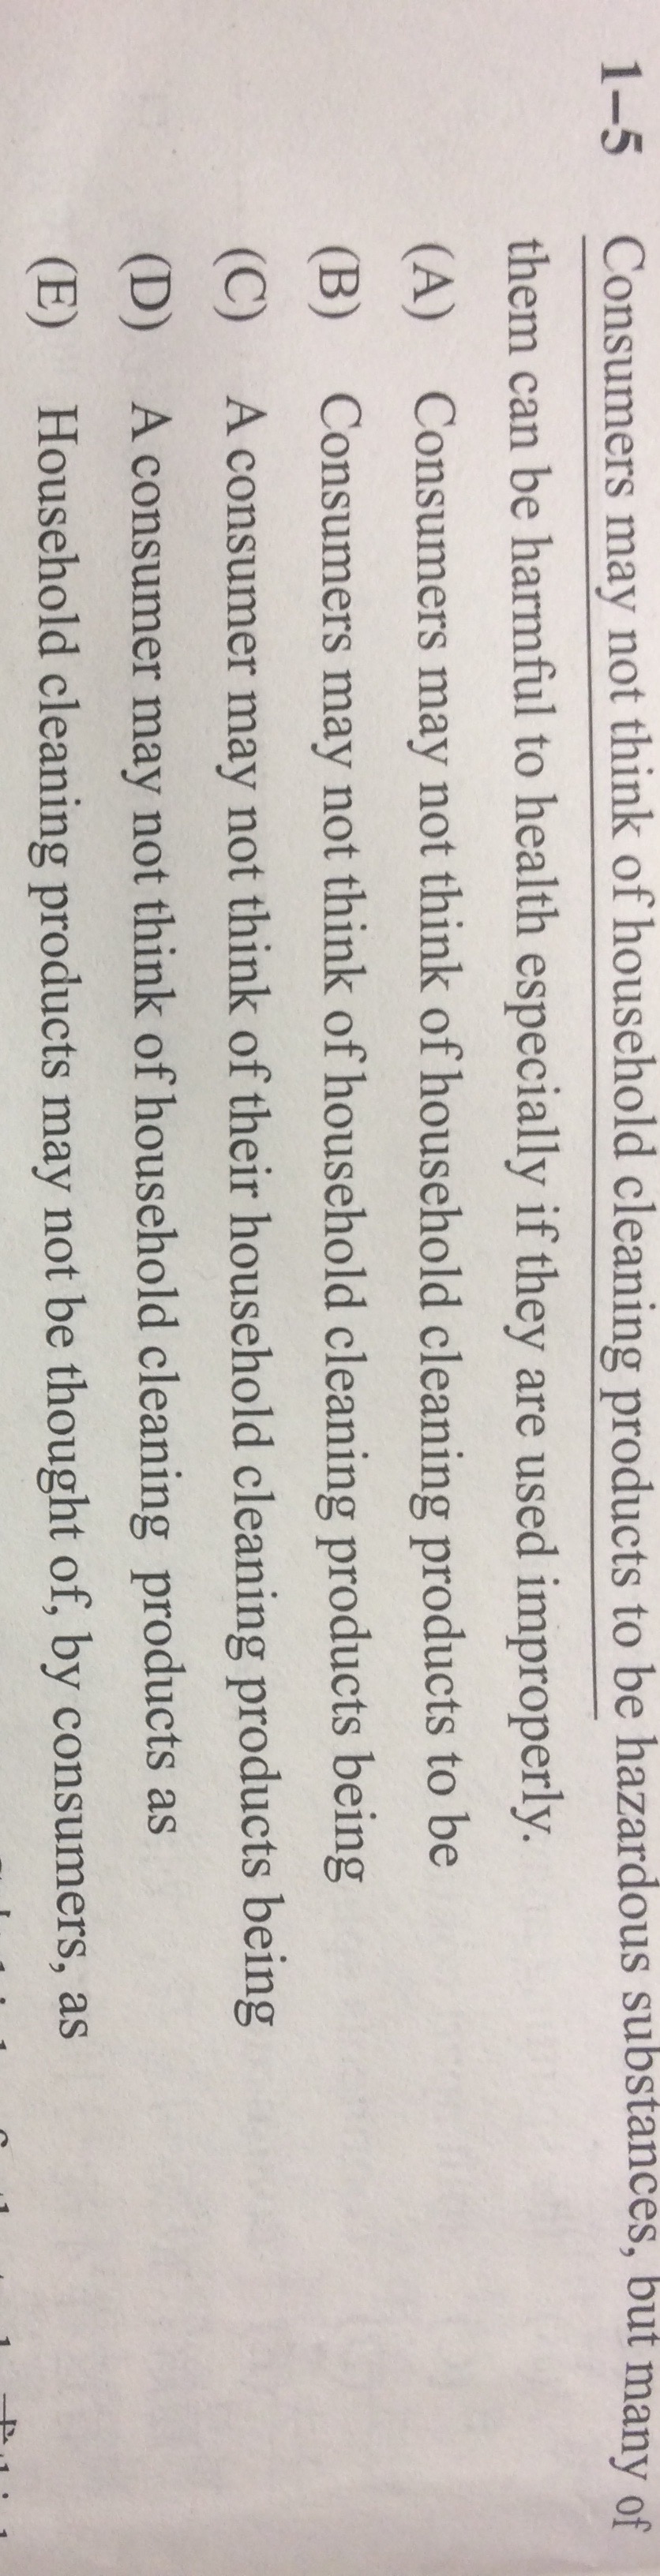 1–5 Consumers may not think of household cleaning products to be hazardous substances, but many of
them can be harmful to health especially if they are used improperly.
(A) Consumers may not think of household cleaning products to be
(B) Consumers may not think of household cleaning products being
(C) A consumer may not think of their household cleaning products being
(D) A consumer may not think of household cleaning products as
(E) Household cleaning products may not be thought of, by consumers, as